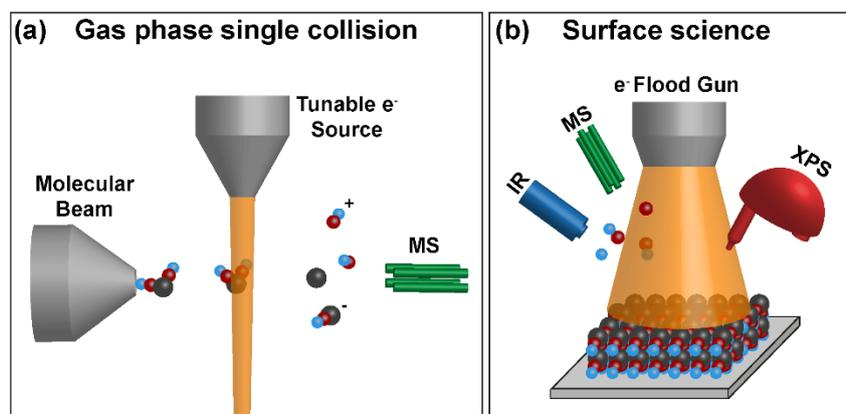 (a) Gas phase single collision
Tunable e⁻
Source
Molecular
Beam
+
MS
-
(b) Surface science
e⁻ Flood Gun
MS
IR
XPS